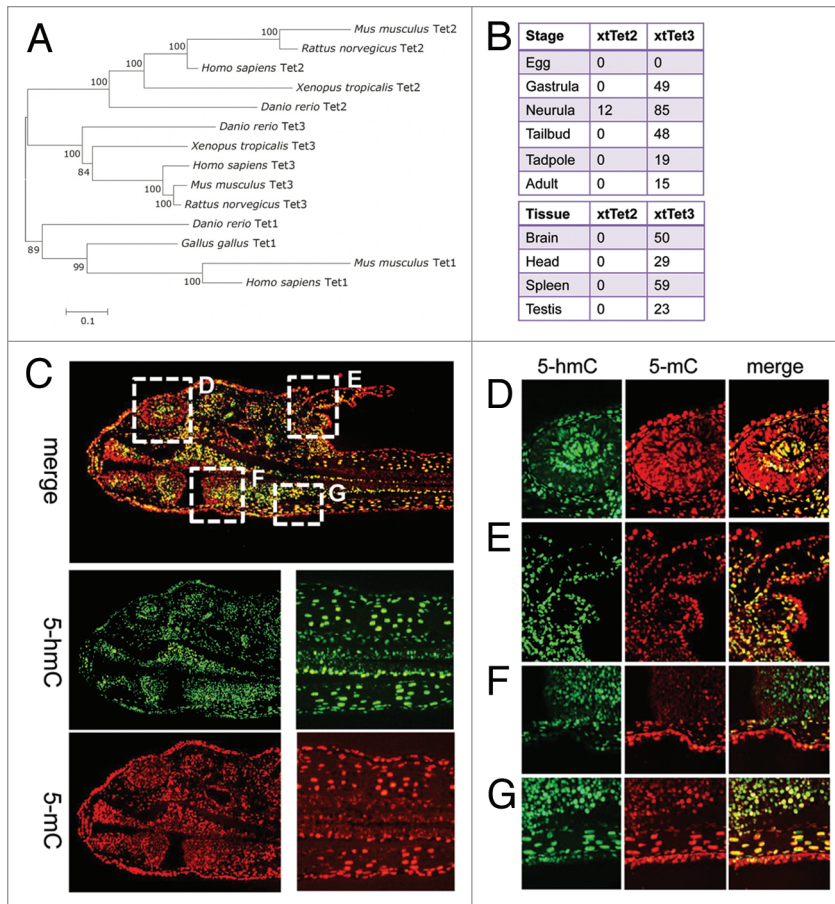 A
Mus musculus Tet2
100
Rattus norvegicus Tet2
100
Homo sapiens Tet2
100
Xenopus tropicalis Tet2
100
Danio rerio Tet2
Danio rerio Tet3
100
Xenopus tropicalis Tet3
84
Homo sapiens Tet3
100
Mus musculus Tet3
100
Rattus norvegicus Tet3
Danio rerio Tet1
89
Gallus gallus Tet1
99
Mus musculus Tet1
100
Homo sapiens Tet1
0.1
B
Stage xtTet2 xtTet3
Egg 0 0
Gastrula 0 49
Neurula 12 85
Tailbud 0 48
Tadpole 0 19
Adult 0 15
Tissue xtTet2 xtTet3
Brain 0 50
Head 0 29
Spleen 0 59
Testis 0 23
C
merge
D
E
F
G
5-hmC
5-mC
5-hmC 5-mC merge
D
E
F
G